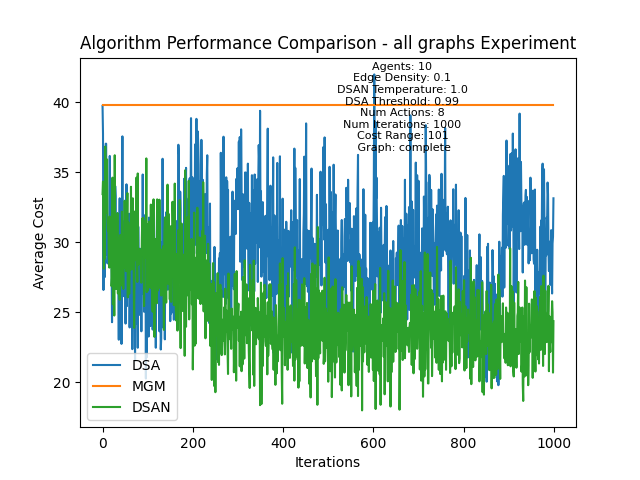 Algorithm Performance Comparison - all graphs Experiment
Agents: 10
Edge Density: 0.1
DSAN Temperature: 1.0
DSA Threshold: 0.99
Num Actions: 8
Num Iterations: 1000
Cost Range: 101
Graph: complete
Average Cost
40
35
30
25
20
DSA
MGM
DSAN
0
200
400
600
800
1000
Iterations